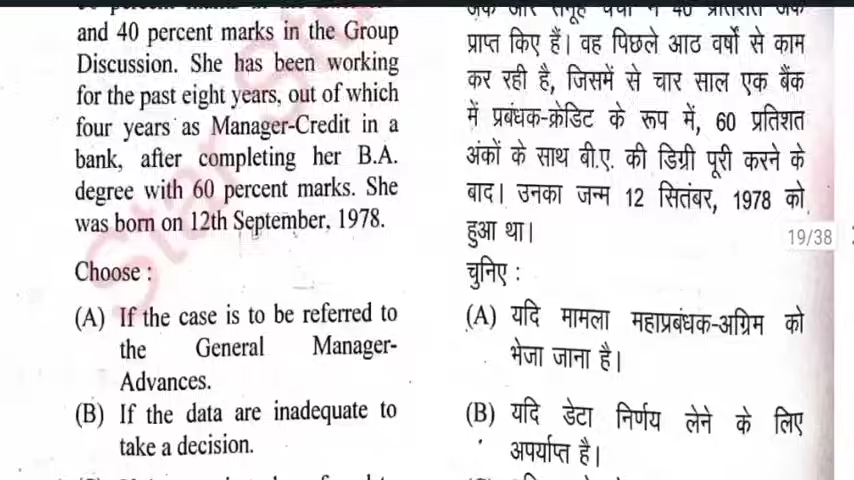 and 40 percent marks in the Group
Discussion. She has been working
for the past eight years, out of which
four years as Manager-Credit in a
bank, after completing her B.A.
degree with 60 percent marks. She
was born on 12th September, 1978.
Choose :
(A) If the case is to be referred to
the General Manager-
Advances.
(B) If the data are inadequate to
take a decision.
प्राप्त किए हैं। वह पिछले आठ वर्षों से काम
कर रही है, जिसमें से चार साल एक बैंक
में प्रबंधक-क्रेडिट के रूप में, 60 प्रतिशत
अंकों के साथ बी.ए. की डिग्री पूरी करने के
बाद। उनका जन्म 12 सितंबर, 1978 को
हुआ था।
चुनिए :
(A) यदि मामला महाप्रबंधक-अग्रिम को
भेजा जाना है।
(B) यदि डेटा निर्णय लेने के लिए
अपर्याप्त है।
19/38
Star